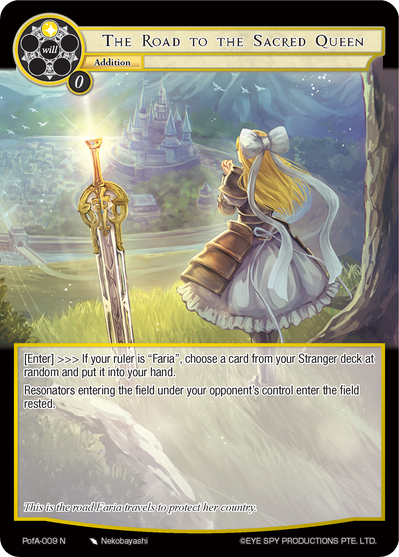 The Road to the Sacred Queen
will
Addition
0
[Enter] >>> If your ruler is “Faria”, choose a card from your Stranger deck at
random and put it into your hand.
Resonators entering the field under your opponent's control enter the field
rested.
This is the road Faria travels to protect her country.
PofA-009 N
Nekobayashi
©EYE SPY PRODUCTIONS PTE. LTD.